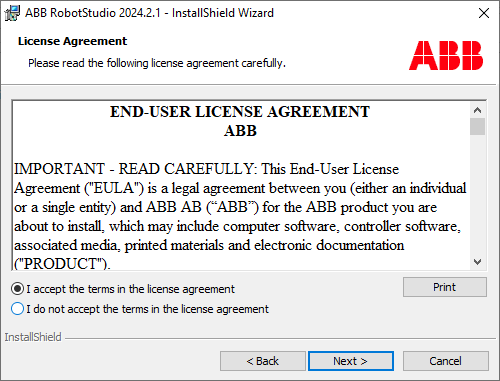 ABB RobotStudio 2024.2.1 - InstallShield Wizard
License Agreement
Please read the following license agreement carefully.
ABB
END-USER LICENSE AGREEMENT
ABB
IMPORTANT - READ CAREFULLY: This End-User License
Agreement ("EULA") is a legal agreement between you (either an individual
or a single entity) and ABB AB (“ABB”) for the ABB product you are
about to install, which may include computer software, controller software,
associated media, printed materials and electronic documentation
("PRODUCT").
I accept the terms in the license agreement
Print
I do not accept the terms in the license agreement
InstallShield
< Back
Next >
Cancel